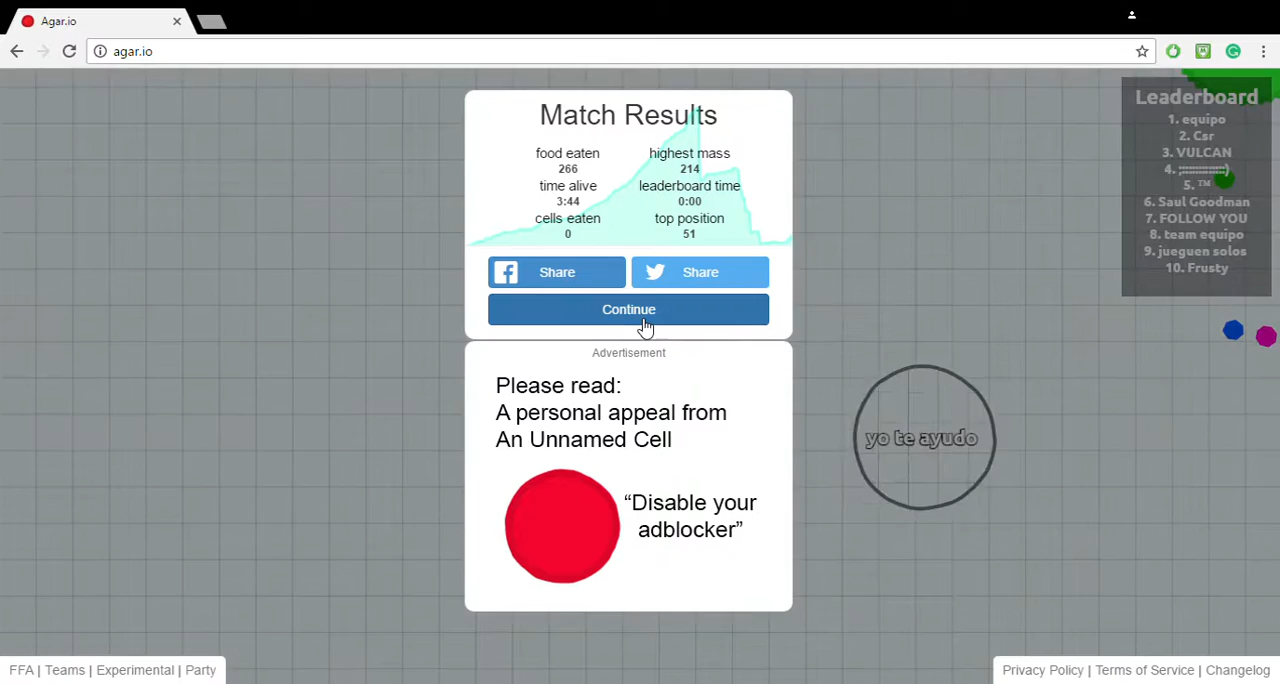 Agar.io
agar.io
Match Results
food eaten
266
highest mass
214
time alive
3:44
leaderboard time
0:00
cells eaten
0
top position
51
Share
Share
Continue
Advertisement
Please read:
A personal appeal from
An Unnamed Cell
“Disable your
adblocker”
Leaderboard
1. equipo
2. Csr
3. VULCAN
5. ™
6. Saul Goodman
7. FOLLOW YOU
8. team equipo
9. jueguen solos
10. Frusty
yo te ayudo
FFA | Teams | Experimental | Party
Privacy Policy | Terms of Service | Changelog